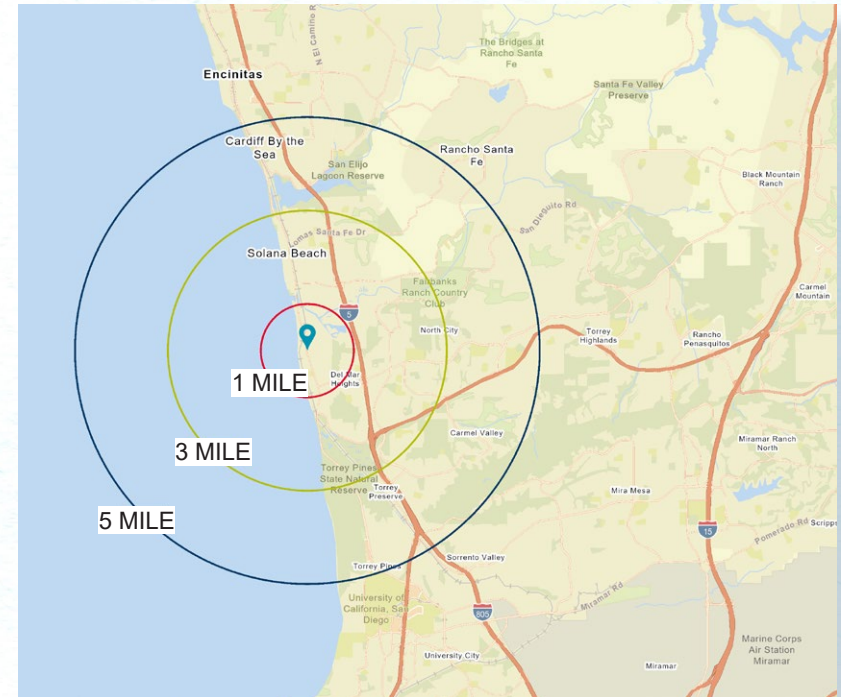 N El Camino R
The Bridges at
Rancho Santa
Fe
Encinitas
Santa Fe Valley
Preserve
Cardiff By the
Sea
Rancho Santa
Fe
San Elijo
Lagoon Reserve
Black Mountain
Ranch
San Dieguito Rd
Lomas Santa Fe Dr
Solana Beach
Fairbanks
Ranch Country
Club
Carmel
Mountain
5
North City
Torrey
Highlands
Rancho
Penasquitos
Del Mar
Heights
1 MILE
Carmel Valley
Miramar Ranch
North
3 MILE
Torrey Pines
State Natural
Reserve
Torrey
Preserve
Mira Mesa
5 MILE
Pomerado Rd
Scripps
15
Sorrento Valley
Torrey Pines
University of
California, San
Diego
Miramar Rd
805
Marine Corps
Air Station
Miramar
University City
Miramar